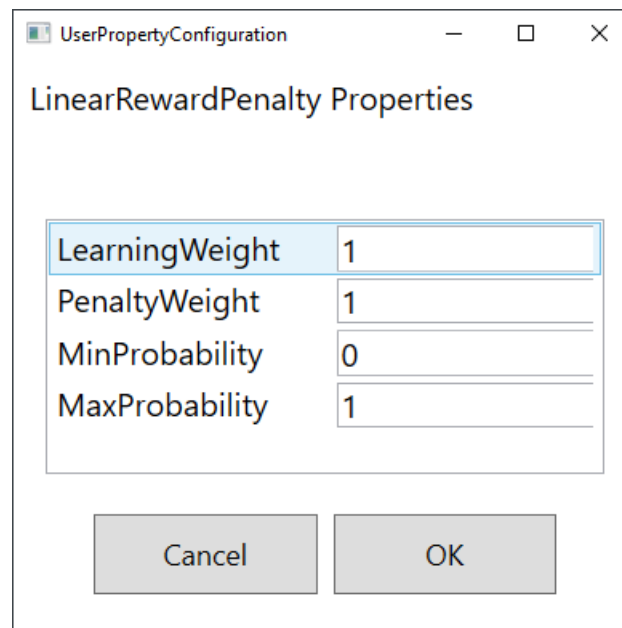 UserPropertyConfiguration
LinearRewardPenalty Properties
LearningWeight 1
PenaltyWeight 1
MinProbability 0
MaxProbability 1
Cancel OK